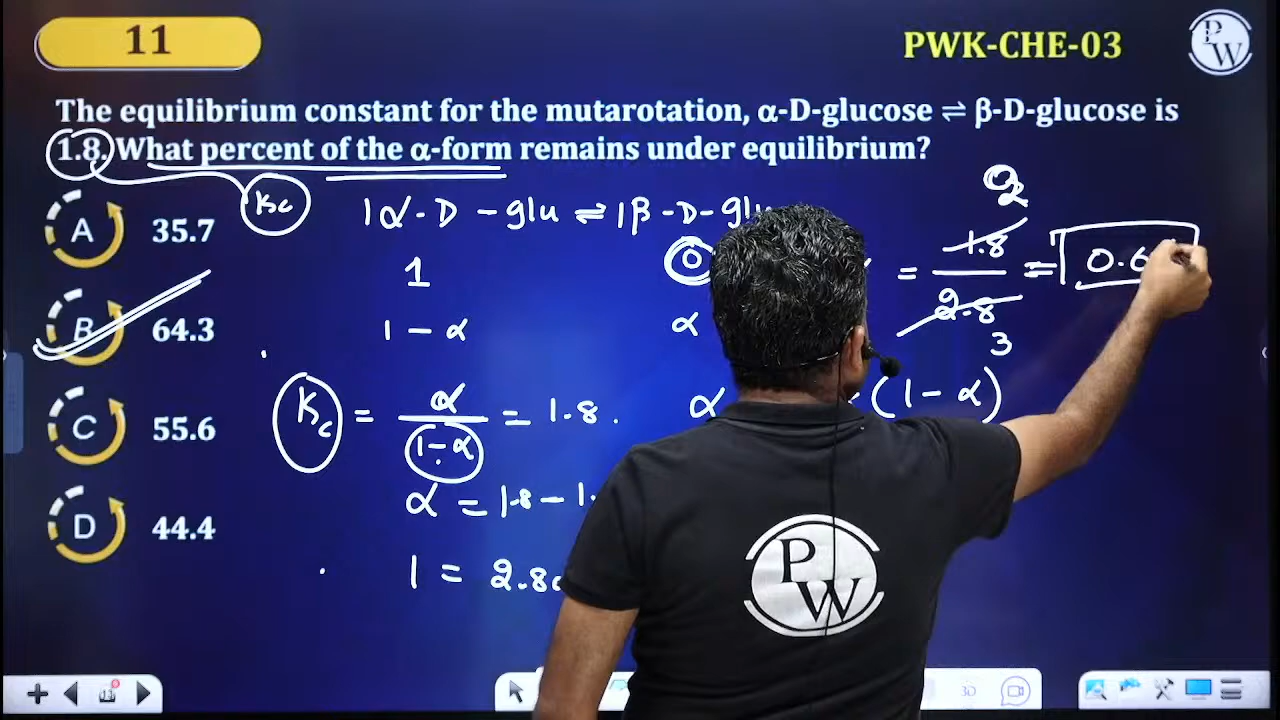 11
PWK-CHE-03
PW
The equilibrium constant for the mutarotation, α-D-glucose ⇌ β-D-glucose is
1.8. What percent of the α-form remains under equilibrium?
Kc
1α-D-glu ⇌ 1β-D-glu
A 35.7
1 0
= 1.8 / 2.8 = 0.6
2
3
B 64.3
1 - α α
C 55.6
Kc = α / (1-α) = 1.8.
α (1-α)
D 44.4
α = 1.8 - 1.
1 = 2.8
PW